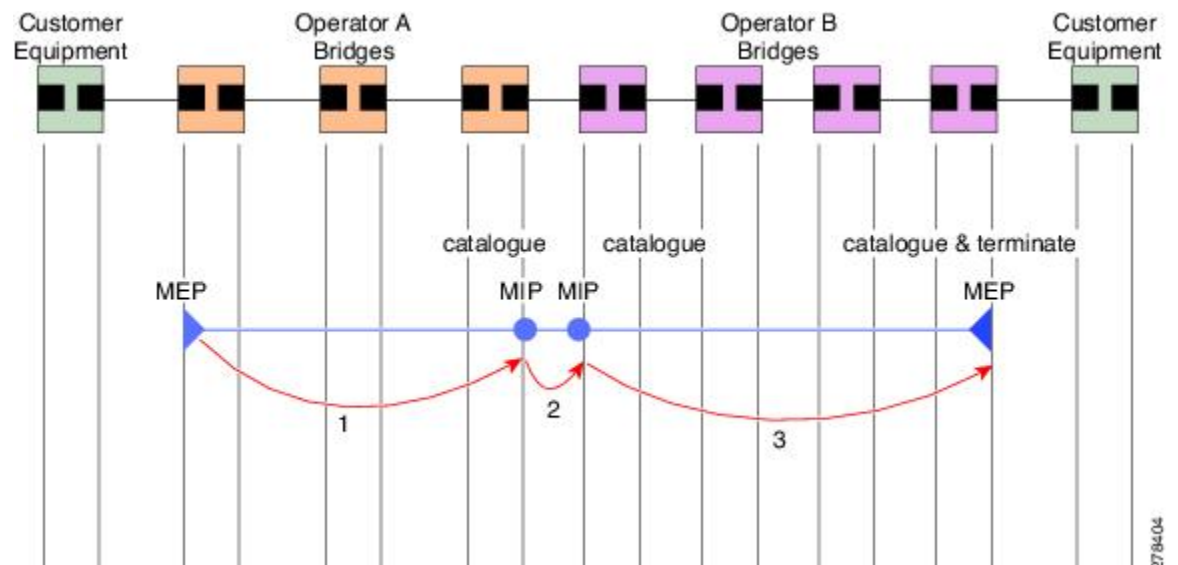 Customer
Equipment
Operator A
Bridges
Operator B
Bridges
Customer
Equipment
catalogue
catalogue
catalogue & terminate
MEP
MIP
MIP
MEP
1
2
3
278404